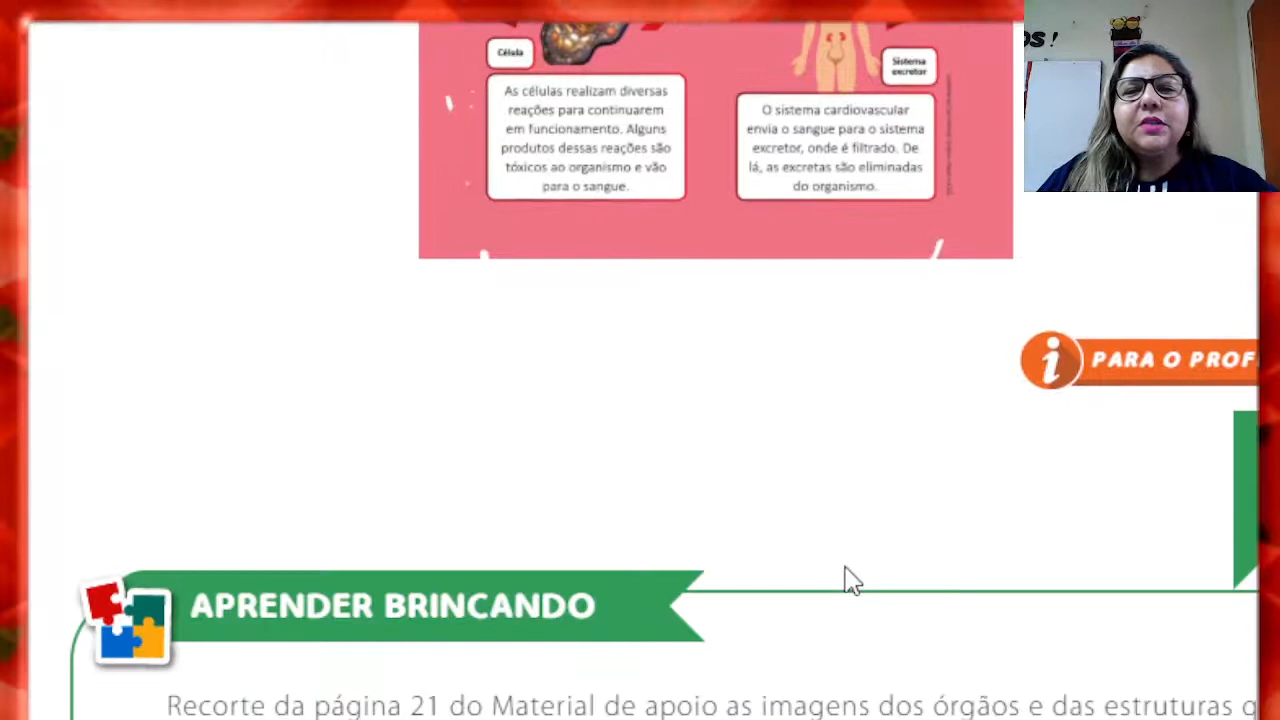 OS!
Célula
Sistema
excretor
As células realizam diversas
reações para continuarem
em funcionamento. Alguns
produtos dessas reações são
tóxicos ao organismo e vão
para o sangue.
O sistema cardiovascular
envia o sangue para o sistema
excretor, onde é filtrado. De
lá, as excretas são eliminadas
do organismo.
PARA O PROF
APRENDER BRINCANDO
Recorte da página 21 do Material de apoio as imagens dos órgãos e das estruturas q